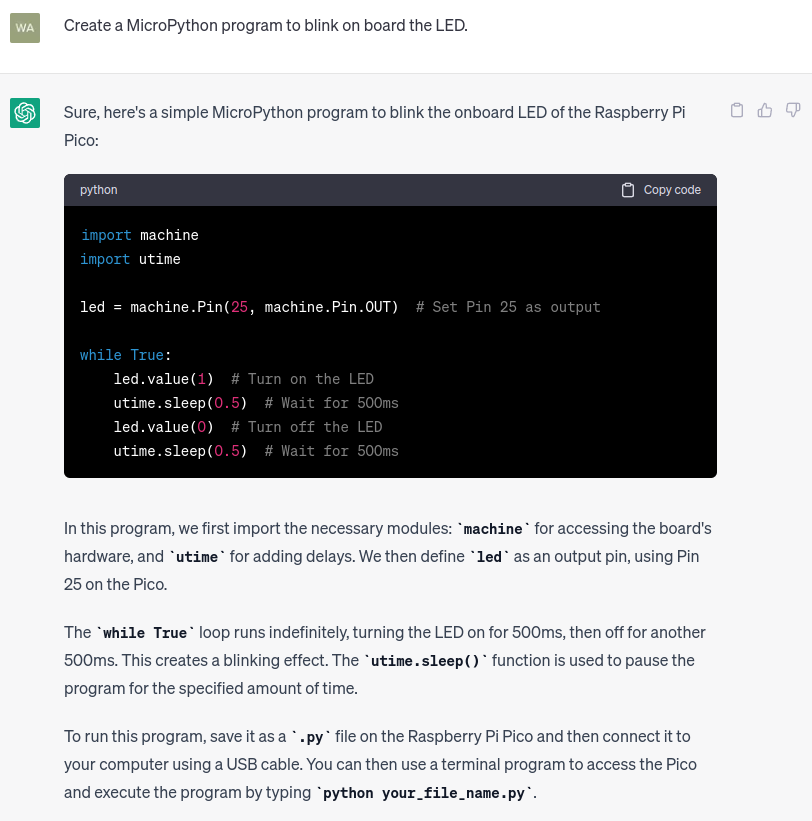 WA
Create a MicroPython program to blink on board the LED.
Sure, here's a simple MicroPython program to blink the onboard LED of the Raspberry Pi
Pico:
python
Copy code
import machine
import utime
led = machine.Pin(25, machine.Pin.OUT)  # Set Pin 25 as output
while True:
    led.value(1)  # Turn on the LED
    utime.sleep(0.5)  # Wait for 500ms
    led.value(0)  # Turn off the LED
    utime.sleep(0.5)  # Wait for 500ms
In this program, we first import the necessary modules: `machine` for accessing the board's
hardware, and `utime` for adding delays. We then define `led` as an output pin, using Pin
25 on the Pico.
The `while True` loop runs indefinitely, turning the LED on for 500ms, then off for another
500ms. This creates a blinking effect. The `utime.sleep()` function is used to pause the
program for the specified amount of time.
To run this program, save it as a `.py` file on the Raspberry Pi Pico and then connect it to
your computer using a USB cable. You can then use a terminal program to access the Pico
and execute the program by typing `python your_file_name.py`.